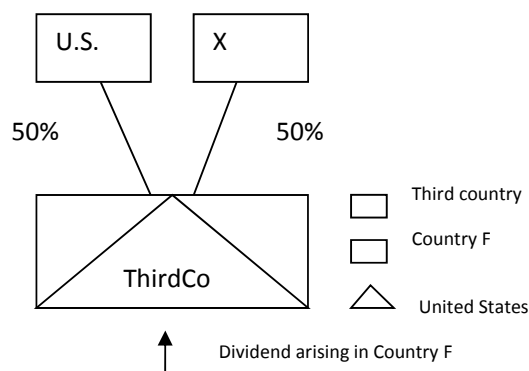 U.S.
X
50%
50%
Third country
Country F
ThirdCo
United States
Dividend arising in Country F